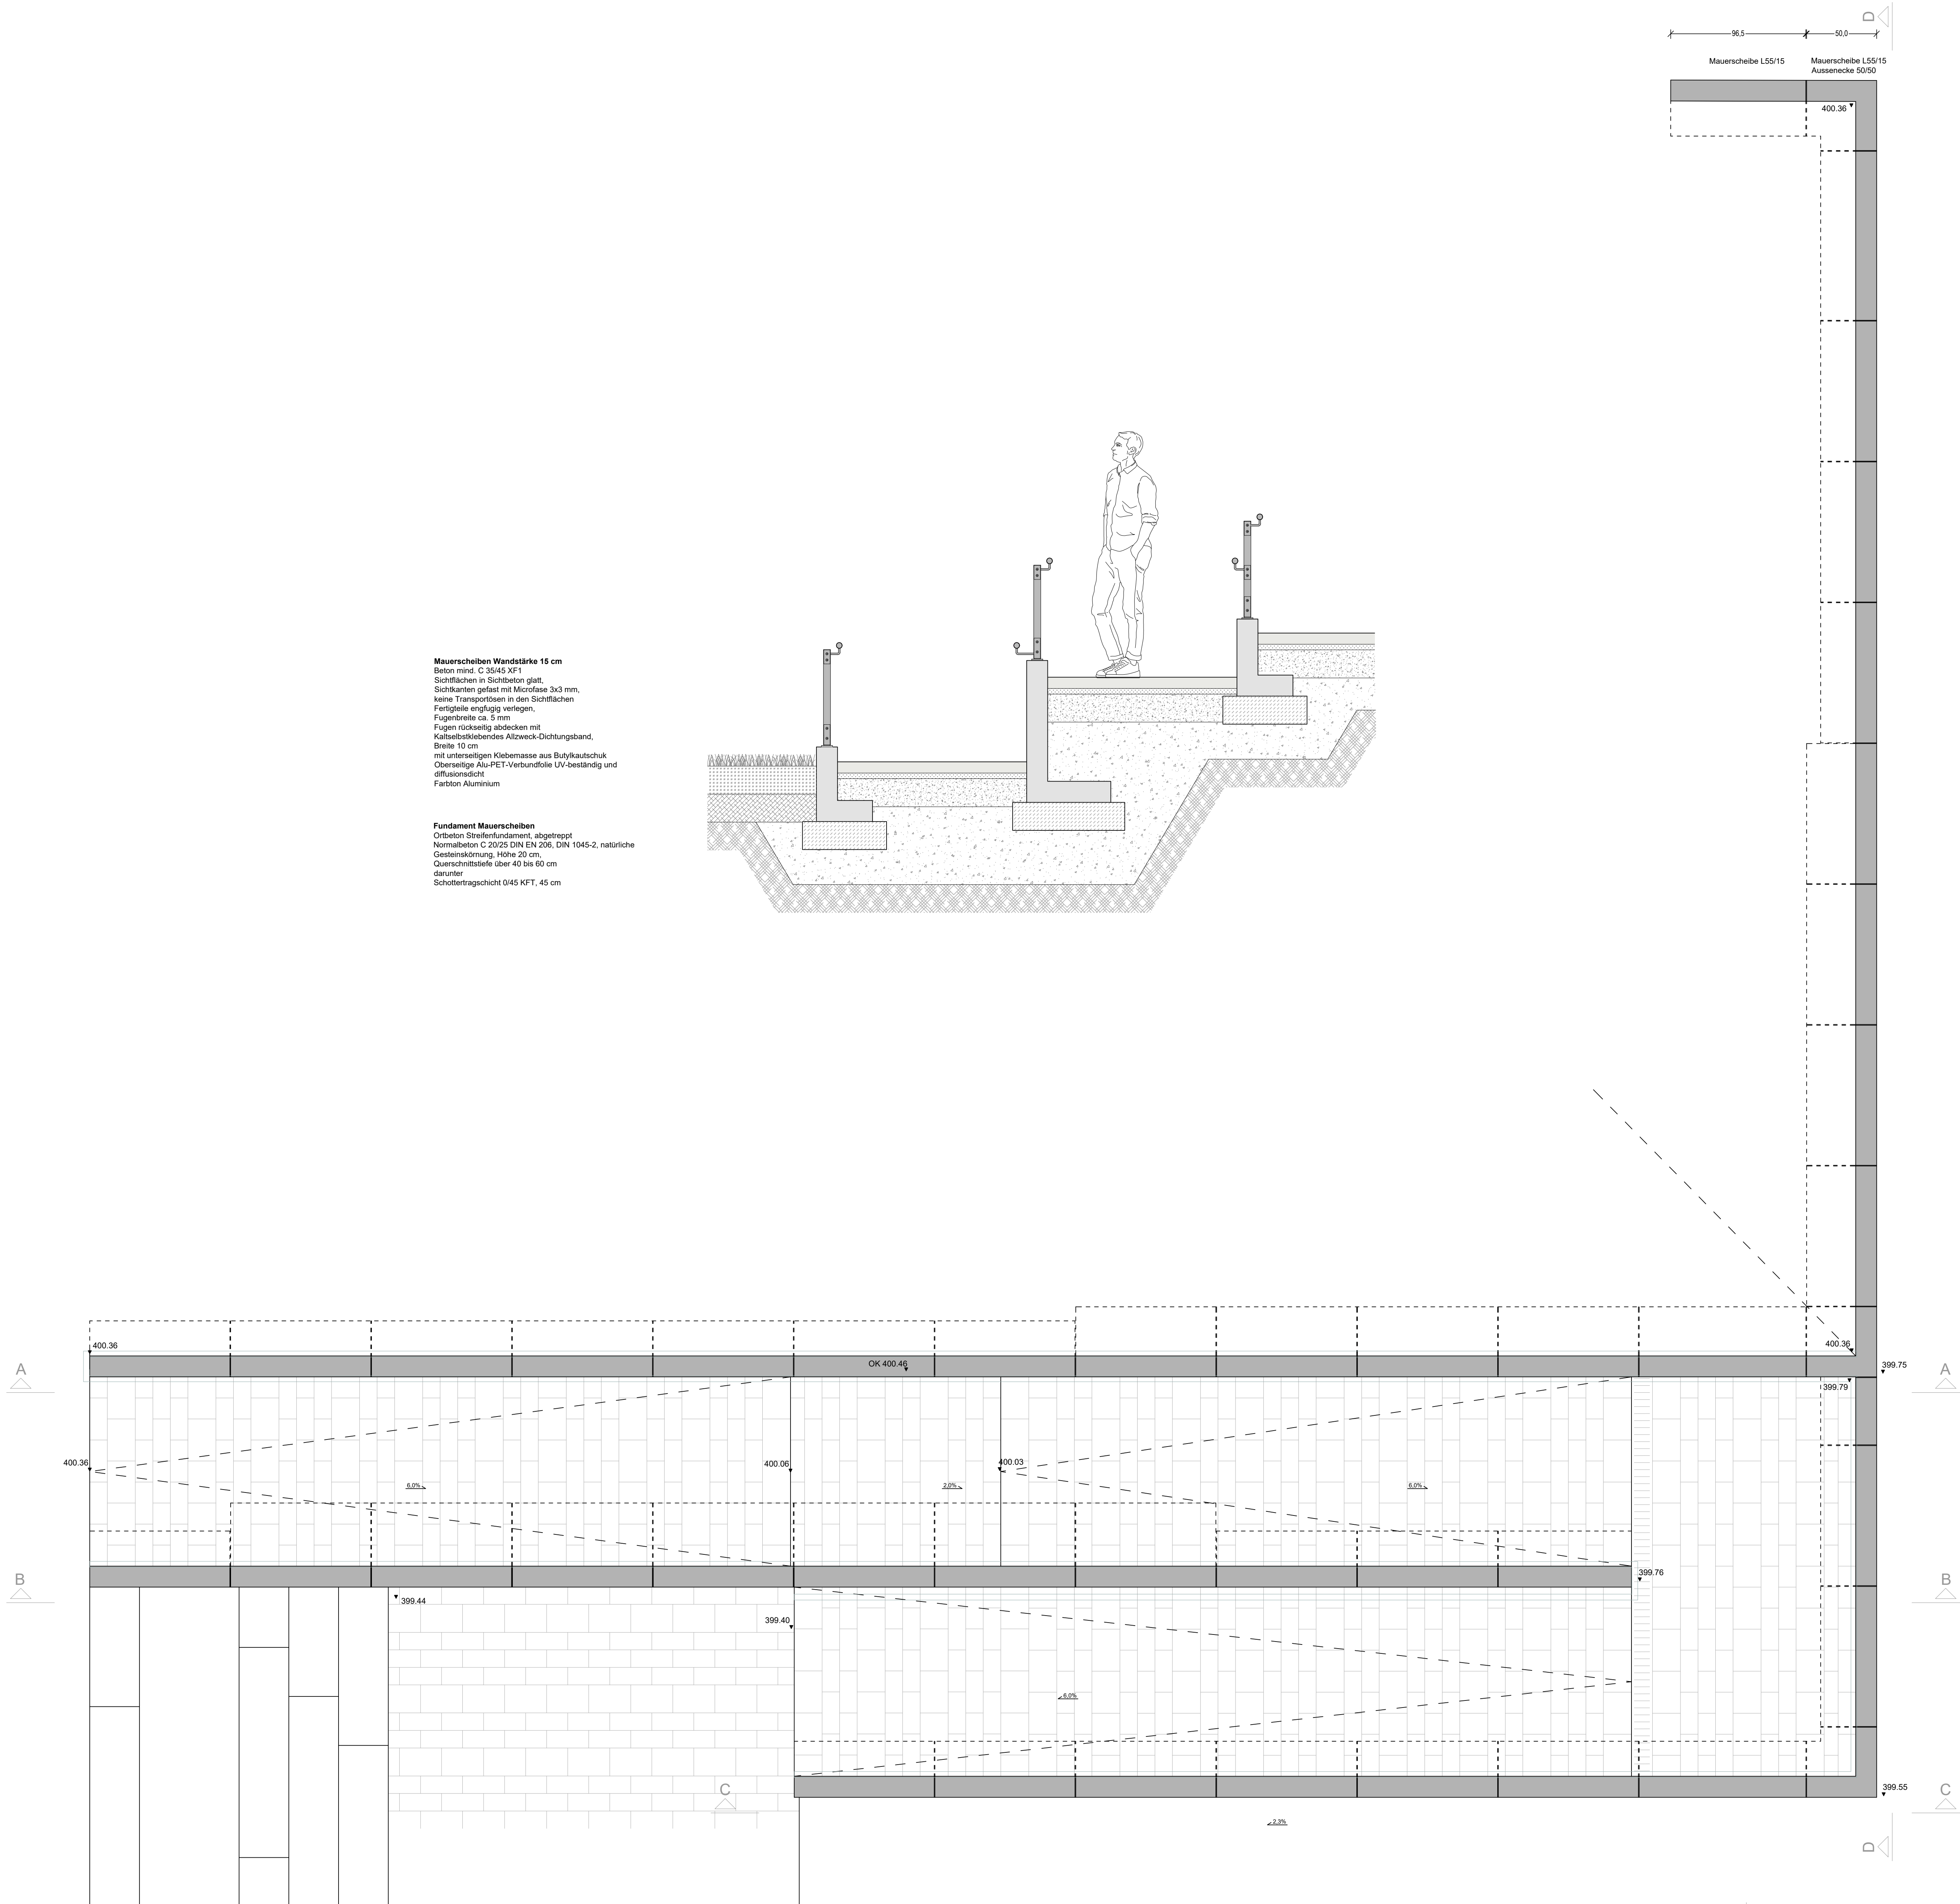 D
96,5
50,0
Mauerscheibe L55/15
Mauerscheibe L55/15
Aussenecke 50/50
400.36
Mauerscheiben Wandstärke 15 cm
Beton mind. C 35/45 XF1
Sichtflächen in Sichtbeton glatt,
Sichtkanten gefast mit Microfase 3x3 mm,
keine Transportösen in den Sichtflächen
Fertigteile engfugig verlegen,
Fugenbreite ca. 5 mm
Fugen rückseitig abdecken mit
Kaltselbstklebendes Allzweck-Dichtungsband,
Breite 10 cm
mit unterseitigen Klebemasse aus Butylkautschuk
Oberseitige Alu-PET-Verbundfolie UV-beständig und
diffusionsdicht
Farbton Aluminium
Fundament Mauerscheiben
Ortbeton Streifenfundament, abgetreppt
Normalbeton C 20/25 DIN EN 206, DIN 1045-2, natürliche
Gesteinskörnung, Höhe 20 cm,
Querschnittstiefe über 40 bis 60 cm
darunter
Schottertragschicht 0/45 KFT, 45 cm
400.36
400.36
A
OK 400.46
399.75
A
399.79
400.36
400.06
400.03
6,0%
2,0%
6,0%
B
399.76
B
399.44
399.40
6,0%
C
399.55
C
2,3%
D